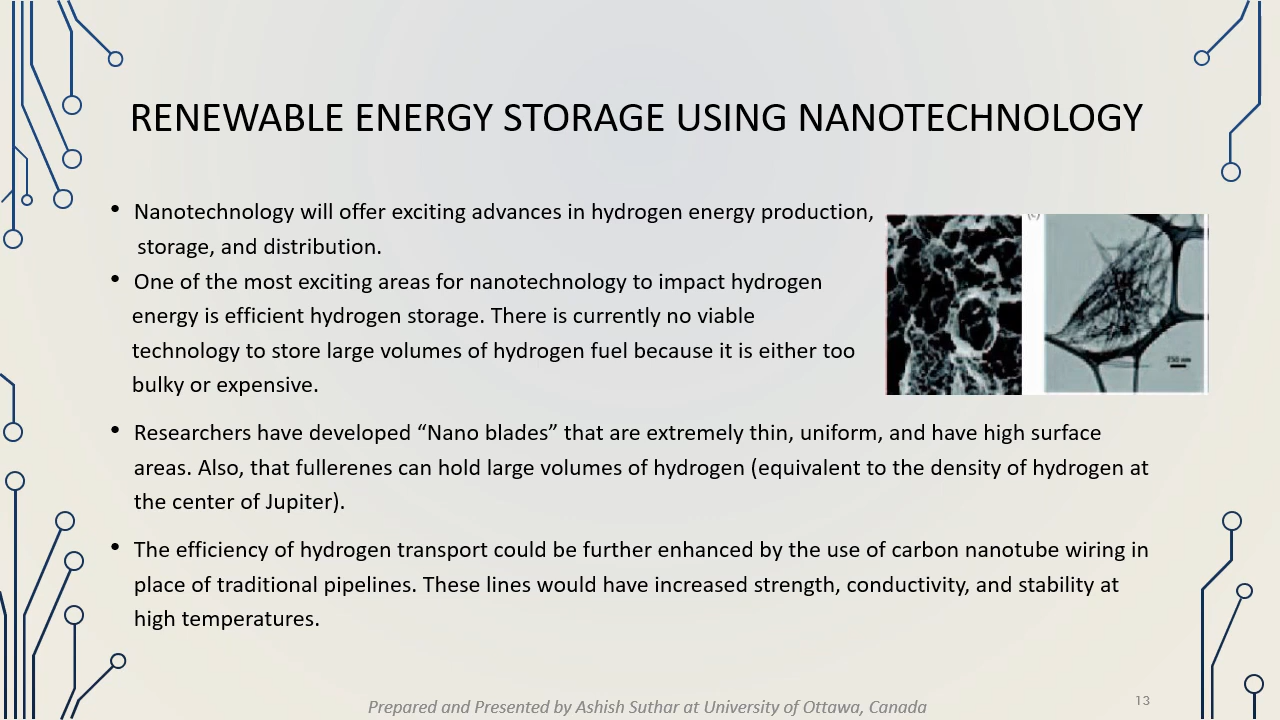 RENEWABLE ENERGY STORAGE USING NANOTECHNOLOGY
• Nanotechnology will offer exciting advances in hydrogen energy production,
storage, and distribution.
• One of the most exciting areas for nanotechnology to impact hydrogen
energy is efficient hydrogen storage. There is currently no viable
technology to store large volumes of hydrogen fuel because it is either too
bulky or expensive.
(c)
250 nm
• Researchers have developed “Nano blades” that are extremely thin, uniform, and have high surface
areas. Also, that fullerenes can hold large volumes of hydrogen (equivalent to the density of hydrogen at
the center of Jupiter).
• The efficiency of hydrogen transport could be further enhanced by the use of carbon nanotube wiring in
place of traditional pipelines. These lines would have increased strength, conductivity, and stability at
high temperatures.
Prepared and Presented by Ashish Suthar at University of Ottawa, Canada
13